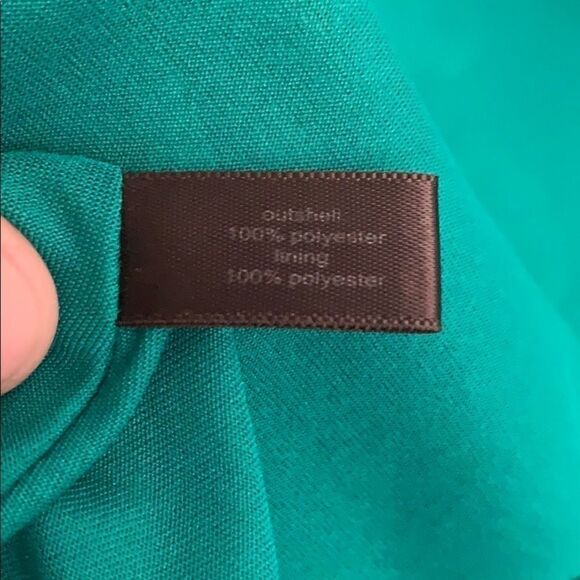 outshell
100% polyester
lining
100% polyester